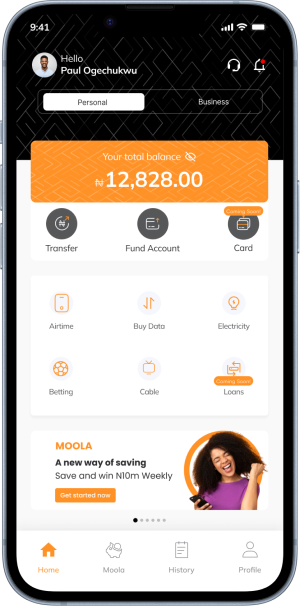 9:41
Hello
Paul Ogechukwu
Personal
Business
Your total balance
₦ 12,828.00
Transfer
Fund Account
Coming Soon!
Card
Airtime
Buy Data
Electricity
Betting
Cable
Coming Soon!
Loans
MOOLA
A new way of saving
Save and win N10m Weekly
Get started now
Home
Moola
History
Profile